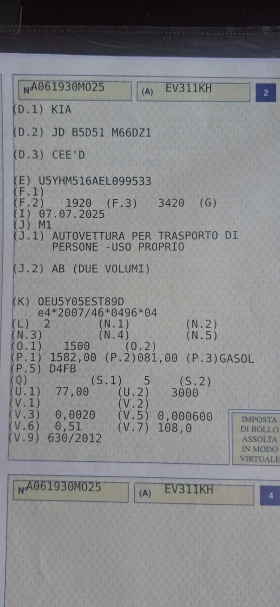 N° A061930MO25 (A) EV311KH 2
(D.1) KIA
(D.2) JD B5D51 M66DZ1
(D.3) CEE'D
(E) U5YHM516AEL099533
(F.1)
(F.2) 1920 (F.3) 3420 (G)
(I) 07.07.2025
(J) M1
(J.1) AUTOVETTURA PER TRASPORTO DI
PERSONE -USO PROPRIO
(J.2) AB (DUE VOLUMI)
(K) OEU5Y05EST89D
e4*2007/46*0496*04
(L) 2 (N.1) (N.2)
(N.3) (N.4) (N.5)
(O.1) 1500 (O.2)
(P.1) 1582,00 (P.2)081,00 (P.3)GASOL
(P.5) D4FB
(Q) (S.1) 5 (S.2)
(U.1) 77,00 (U.2) 3000
(V.1) (V.2)
(V.3) 0,0020 (V.5) 0,000600
(V.6) 0,51 (V.7) 108,0
(V.9) 630/2012
IMPOSTA
DI BOLLO
ASSOLTA
IN MODO
VIRTUALE
N° A061930MO25 (A) EV311KH 4